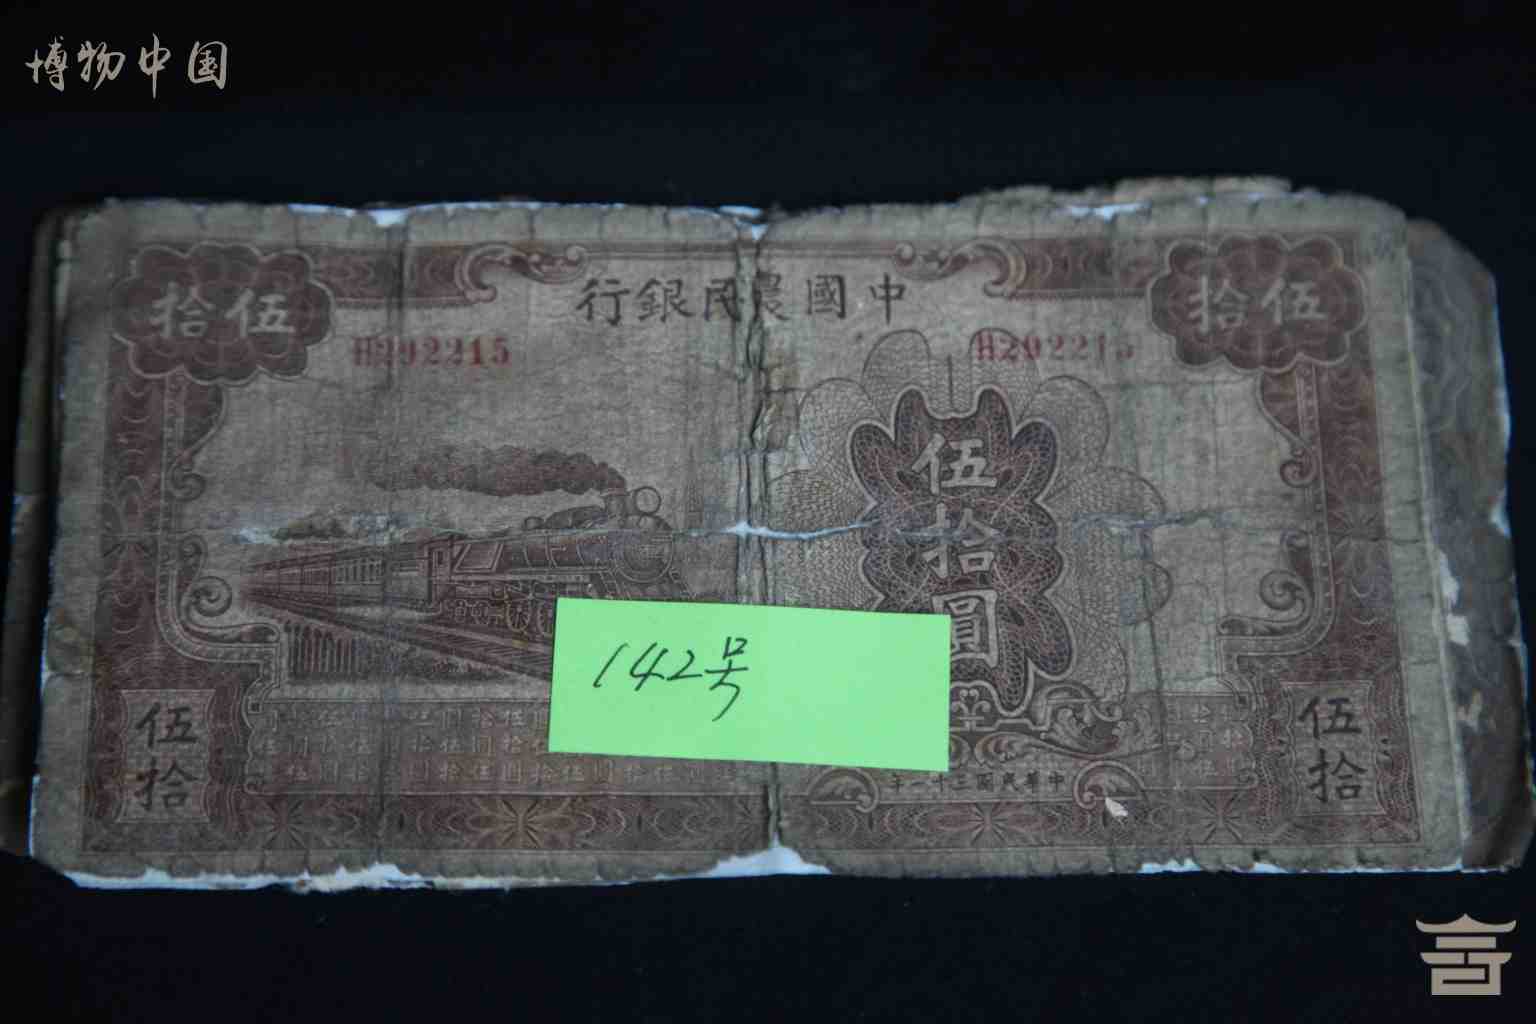 博物中国
中國農民銀行
伍拾
伍拾
H202215
H202215
伍拾圓
142号
伍拾
伍拾
中華民國三十一年